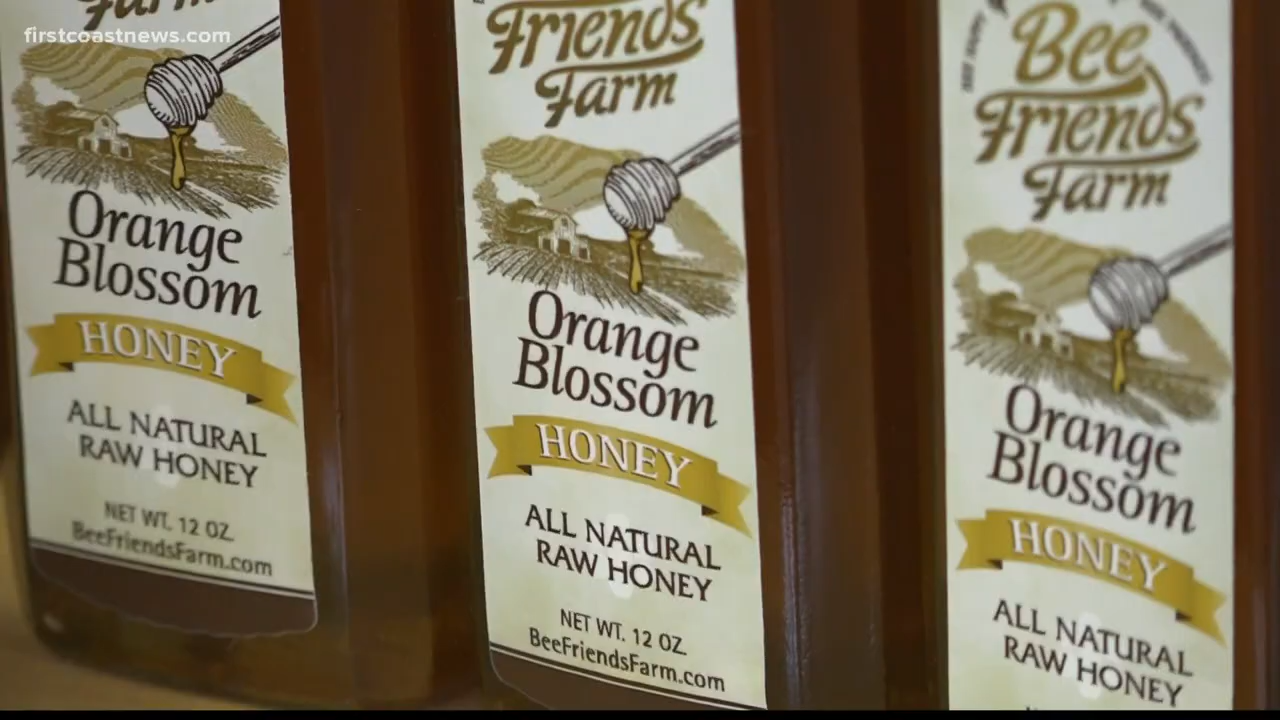 firstcoastnews.com
Farm
Orange
Blossom
HONEY
ALL NATURAL
RAW HONEY
NET WT. 12 OZ.
BeeFriendsFarm.com
Friends
Farm
Orange
Blossom
HONEY
ALL NATURAL
RAW HONEY
NET WT. 12 OZ.
BeeFriendsFarm.com
Bee
Friends
Farm
Orange
Blossom
HONEY
ALL NATURAL
RAW HONEY